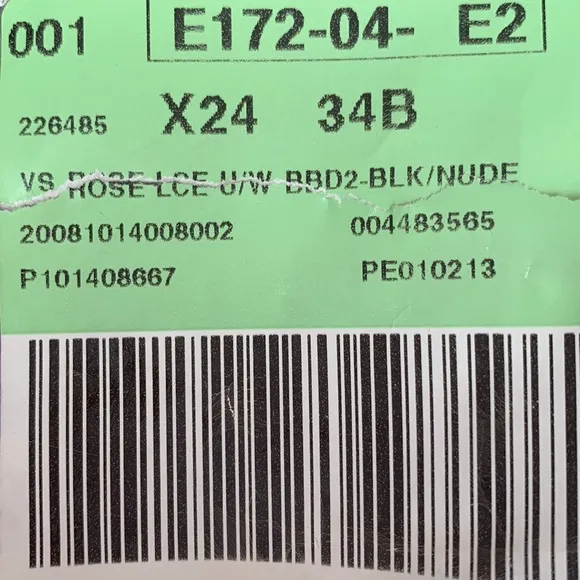 001 E172-04- E2
226485 X24 34B
VS ROSE LCE U/W BBD2-BLK/NUDE
20081014008002 004483565
P101408667 PE010213